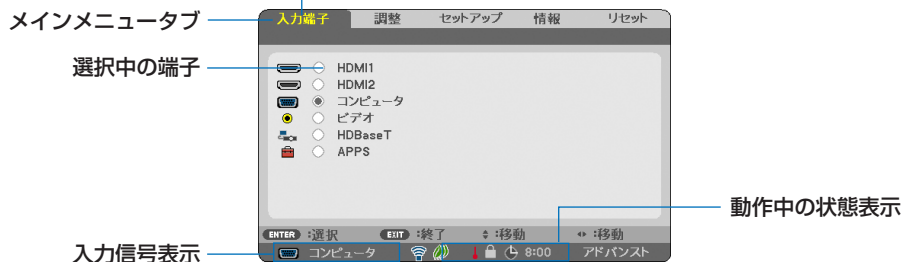 メインメニュータブ
入力端子 調整 セットアップ 情報 リセット
選択中の端子
HDMI1
HDMI2
コンピュータ
ビデオ
HDBaseT
APPS
動作中の状態表示
ENTER :選択 EXIT :終了 :移動 :移動
入力信号表示
コンピュータ 8:00 アドバンスト